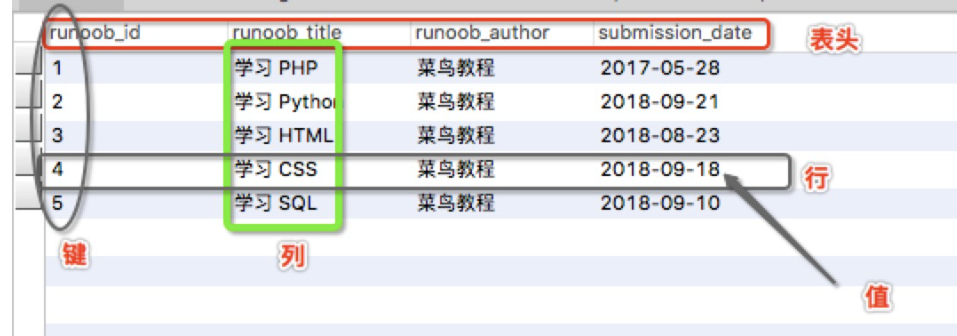 runoob_id runoob_title runoob_author submission_date 表头
1 学习 PHP 菜鸟教程 2017-05-28
2 学习 Python 菜鸟教程 2018-09-21
3 学习 HTML 菜鸟教程 2018-08-23
4 学习 CSS 菜鸟教程 2018-09-18 行
5 学习 SQL 菜鸟教程 2018-09-10
键 列
值